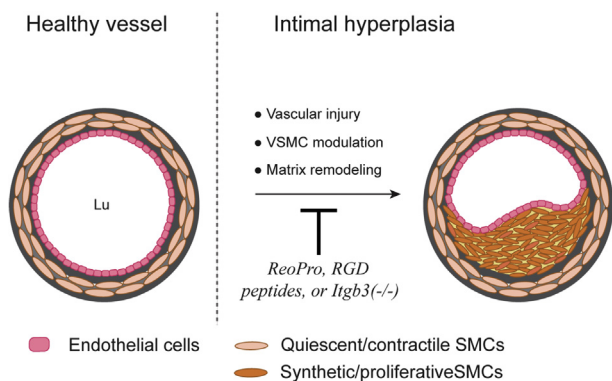 Healthy vessel
Intimal hyperplasia
● Vascular injury
● VSMC modulation
● Matrix remodeling
Lu
ReoPro, RGD
peptides, or Itgb3(-/-)
Endothelial cells
Quiescent/contractile SMCs
Synthetic/proliferativeSMCs